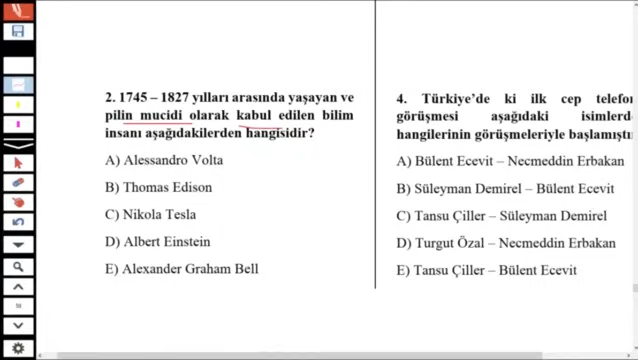 2. 1745 – 1827 yılları arasında yaşayan ve
pilin mucidi olarak kabul edilen bilim
insanı aşağıdakilerden hangisidir?
A) Alessandro Volta
B) Thomas Edison
C) Nikola Tesla
D) Albert Einstein
E) Alexander Graham Bell
4. Türkiye’de ki ilk cep telefo
görüşmesi aşağıdaki isimlerd
hangilerinin görüşmeleriyle başlamıştı
A) Bülent Ecevit – Necmeddin Erbakan
B) Süleyman Demirel – Bülent Ecevit
C) Tansu Çiller – Süleyman Demirel
D) Turgut Özal – Necmeddin Erbakan
E) Tansu Çiller – Bülent Ecevit